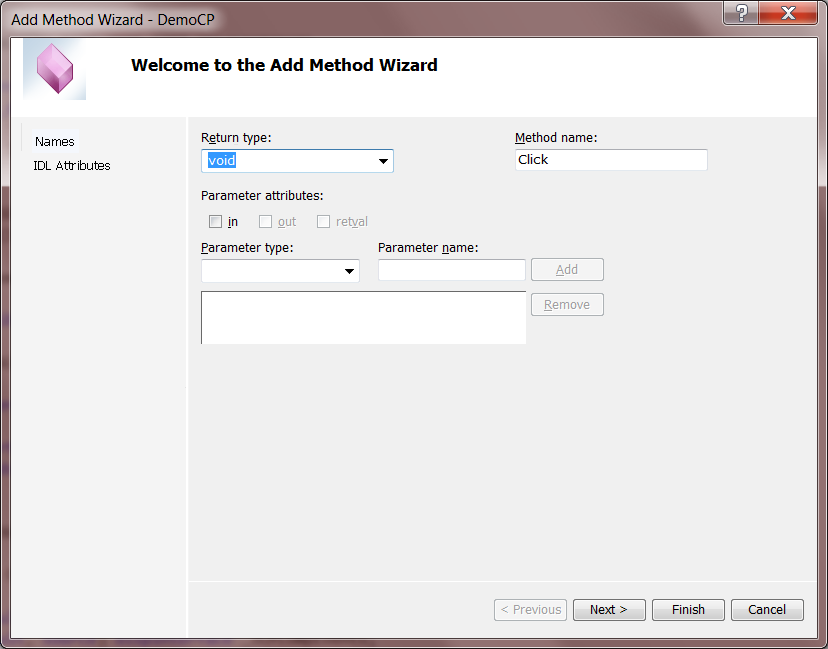 Add Method Wizard - DemoCP
?
X
Welcome to the Add Method Wizard
Names
IDL Attributes
Return type:
Method name:
void
Click
Parameter attributes:
in
out
retval
Parameter type:
Parameter name:
Add
Remove
< Previous
Next >
Finish
Cancel